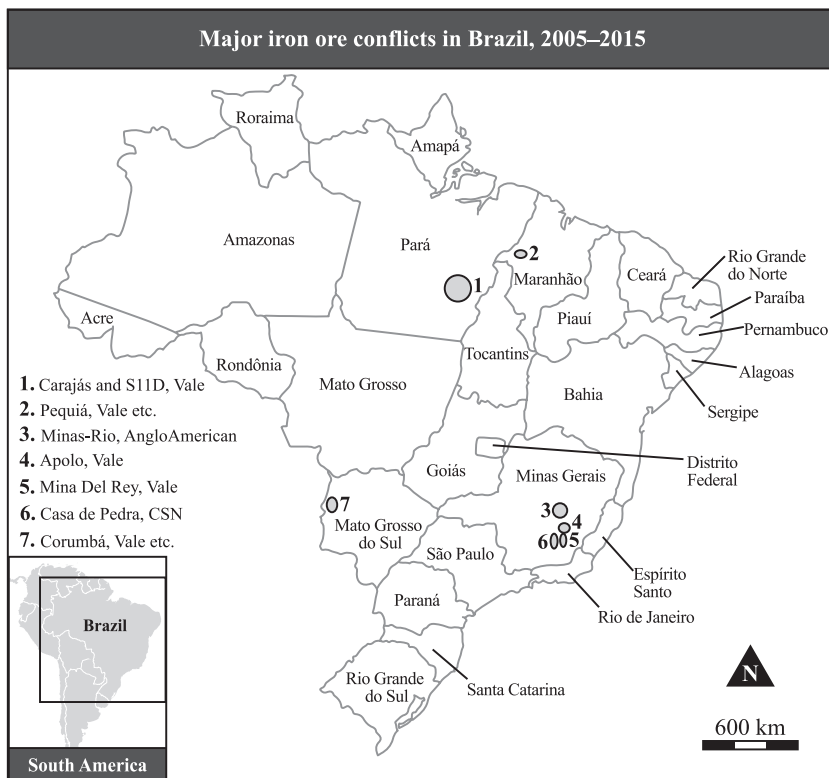 Major iron ore conflicts in Brazil, 2005–2015
Roraima
Amapá
Amazonas
Pará
1
2
Maranhão
Ceará
Rio Grande
do Norte
Paraíba
Pernambuco
Piauí
Acre
Rondônia
Tocantins
Mato Grosso
Bahia
Alagoas
Sergipe
1. Carajás and S11D, Vale
2. Pequiá, Vale etc.
3. Minas-Rio, AngloAmerican
4. Apolo, Vale
5. Mina Del Rey, Vale
6. Casa de Pedra, CSN
7. Corumbá, Vale etc.
Goiás
Distrito
Federal
Minas Gerais
3
4
6
5
7
Mato Grosso
do Sul
São Paulo
Espírito
Santo
Rio de Janeiro
Paraná
Santa Catarina
Rio Grande
do Sul
Brazil
South America
N
600 km